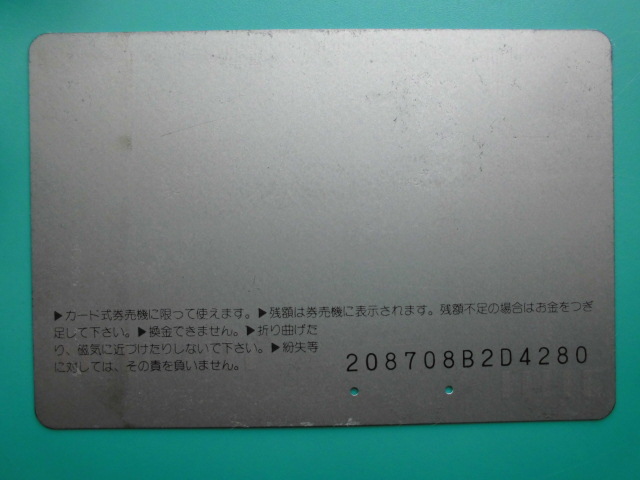 ▶カード式券売機に限って使えます。▶残額は券売機に表示されます。残額不足の場合はお金をつぎ
足して下さい。▶換金できません。▶折り曲げた
り、磁気に近づけたりしないで下さい。▶紛失等
に対しては、その責を負いません。
208708B2D4280